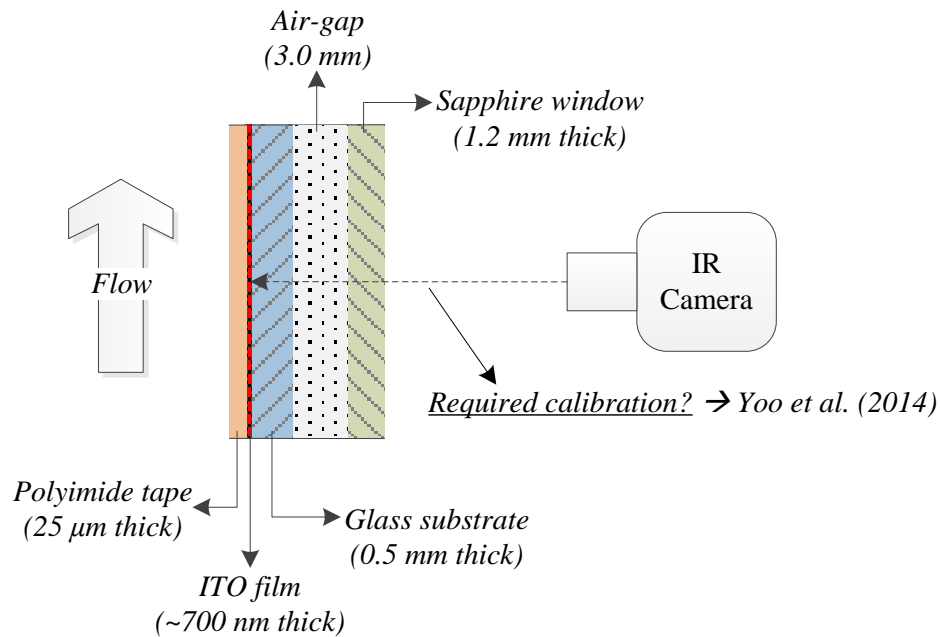 Air-gap
(3.0 mm)
Sapphire window
(1.2 mm thick)
Flow
IR
Camera
Required calibration? → Yoo et al. (2014)
Polyimide tape
(25 μm thick)
Glass substrate
(0.5 mm thick)
ITO film
(~700 nm thick)